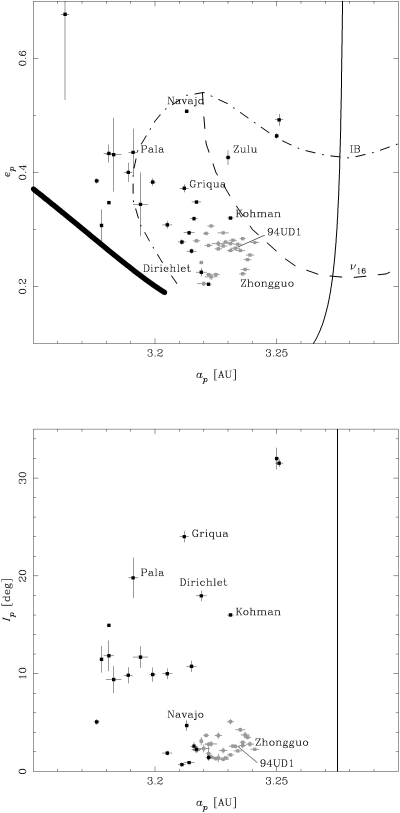 0.6
Navajo
IB
Pala
Zulu
e_p
0.4
Griqua
Kohman
94UD1
Dirichlet
ν_16
Zhongguo
0.2
3.2
3.25
a_p [AU]
30
Griqua
Pala
20
Dirichlet
I_p [deg]
Kohman
10
Navajo
Zhongguo
94UD1
0
3.2
3.25
a_p [AU]